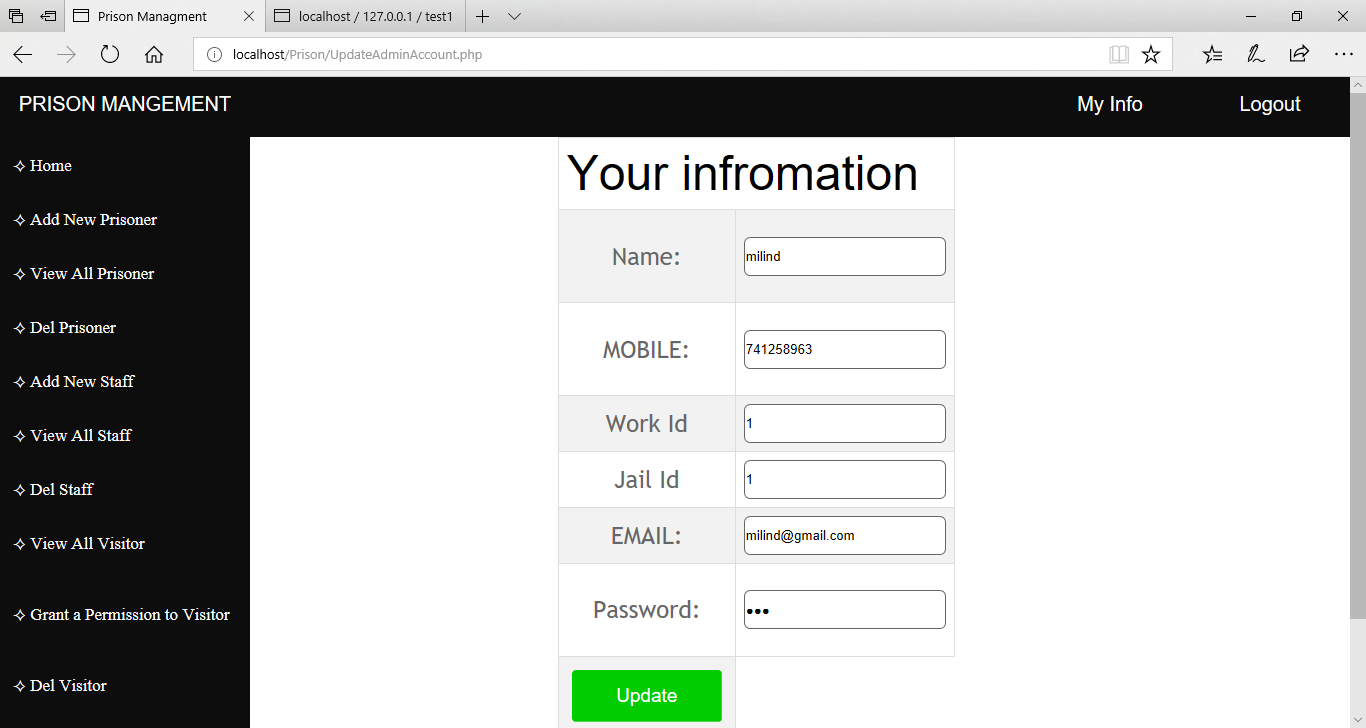 Prison Managment
localhost / 127.0.0.1 / test1
localhost/Prison/UpdateAdminAccount.php
PRISON MANGEMENT
My Info
Logout
Home
Add New Prisoner
View All Prisoner
Del Prisoner
Add New Staff
View All Staff
Del Staff
View All Visitor
Grant a Permission to Visitor
Del Visitor
Your infromation
Name: milind
MOBILE: 741258963
Work Id 1
Jail Id 1
EMAIL: milind@gmail.com
Password: •••
Update